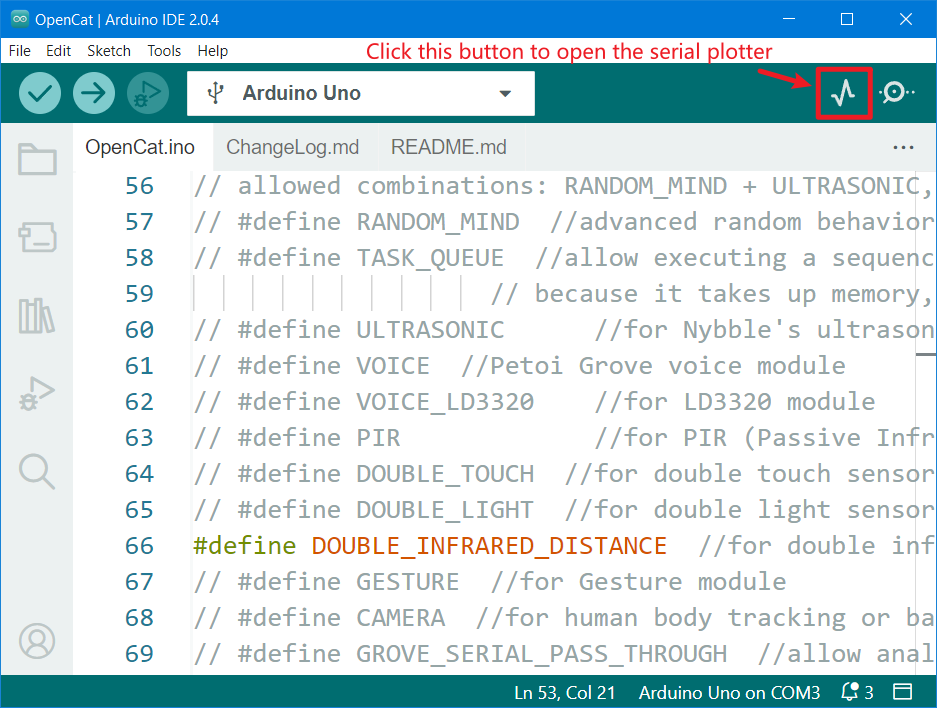 OpenCat | Arduino IDE 2.0.4
File Edit Sketch Tools Help
Click this button to open the serial plotter
Arduino Uno
OpenCat.ino ChangeLog.md README.md ...
56 // allowed combinations: RANDOM_MIND + ULTRASONIC,
57 // #define RANDOM_MIND //advanced random behavior
58 // #define TASK_QUEUE //allow executing a sequenc
59 // because it takes up memory,
60 // #define ULTRASONIC //for Nybble's ultrason
61 // #define VOICE //Petoi Grove voice module
62 // #define VOICE_LD3320 //for LD3320 module
63 // #define PIR //for PIR (Passive Infr
64 // #define DOUBLE_TOUCH //for double touch sensor
65 // #define DOUBLE_LIGHT //for double light sensor
66 #define DOUBLE_INFRARED_DISTANCE //for double inf
67 // #define GESTURE //for Gesture module
68 // #define CAMERA //for human body tracking or ba
69 // #define GROVE_SERIAL_PASS_THROUGH //allow anal
Ln 53, Col 21 Arduino Uno on COM3 3